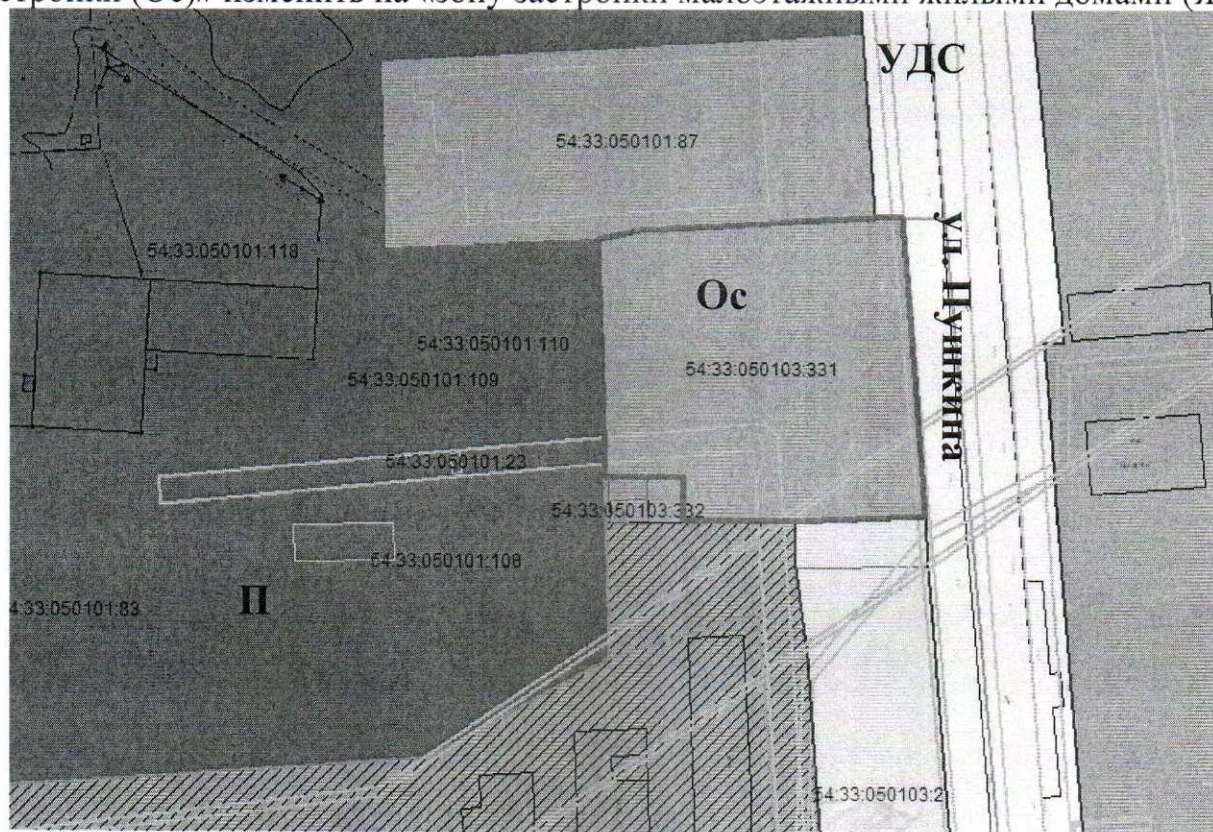 стройки (Ос)» изменить на «зону застройки малоэтажными жилыми домами (
УДС
54:33:050101:87
ул. Пушкина
54:33:050101:118
Ос
54:33:050101:110
54:33:050103:331
54:33:050101:109
54:33:050101:23
54:33:050103:332
54:33:050101:108
П
4:33:050101:83
54:33:050103:2